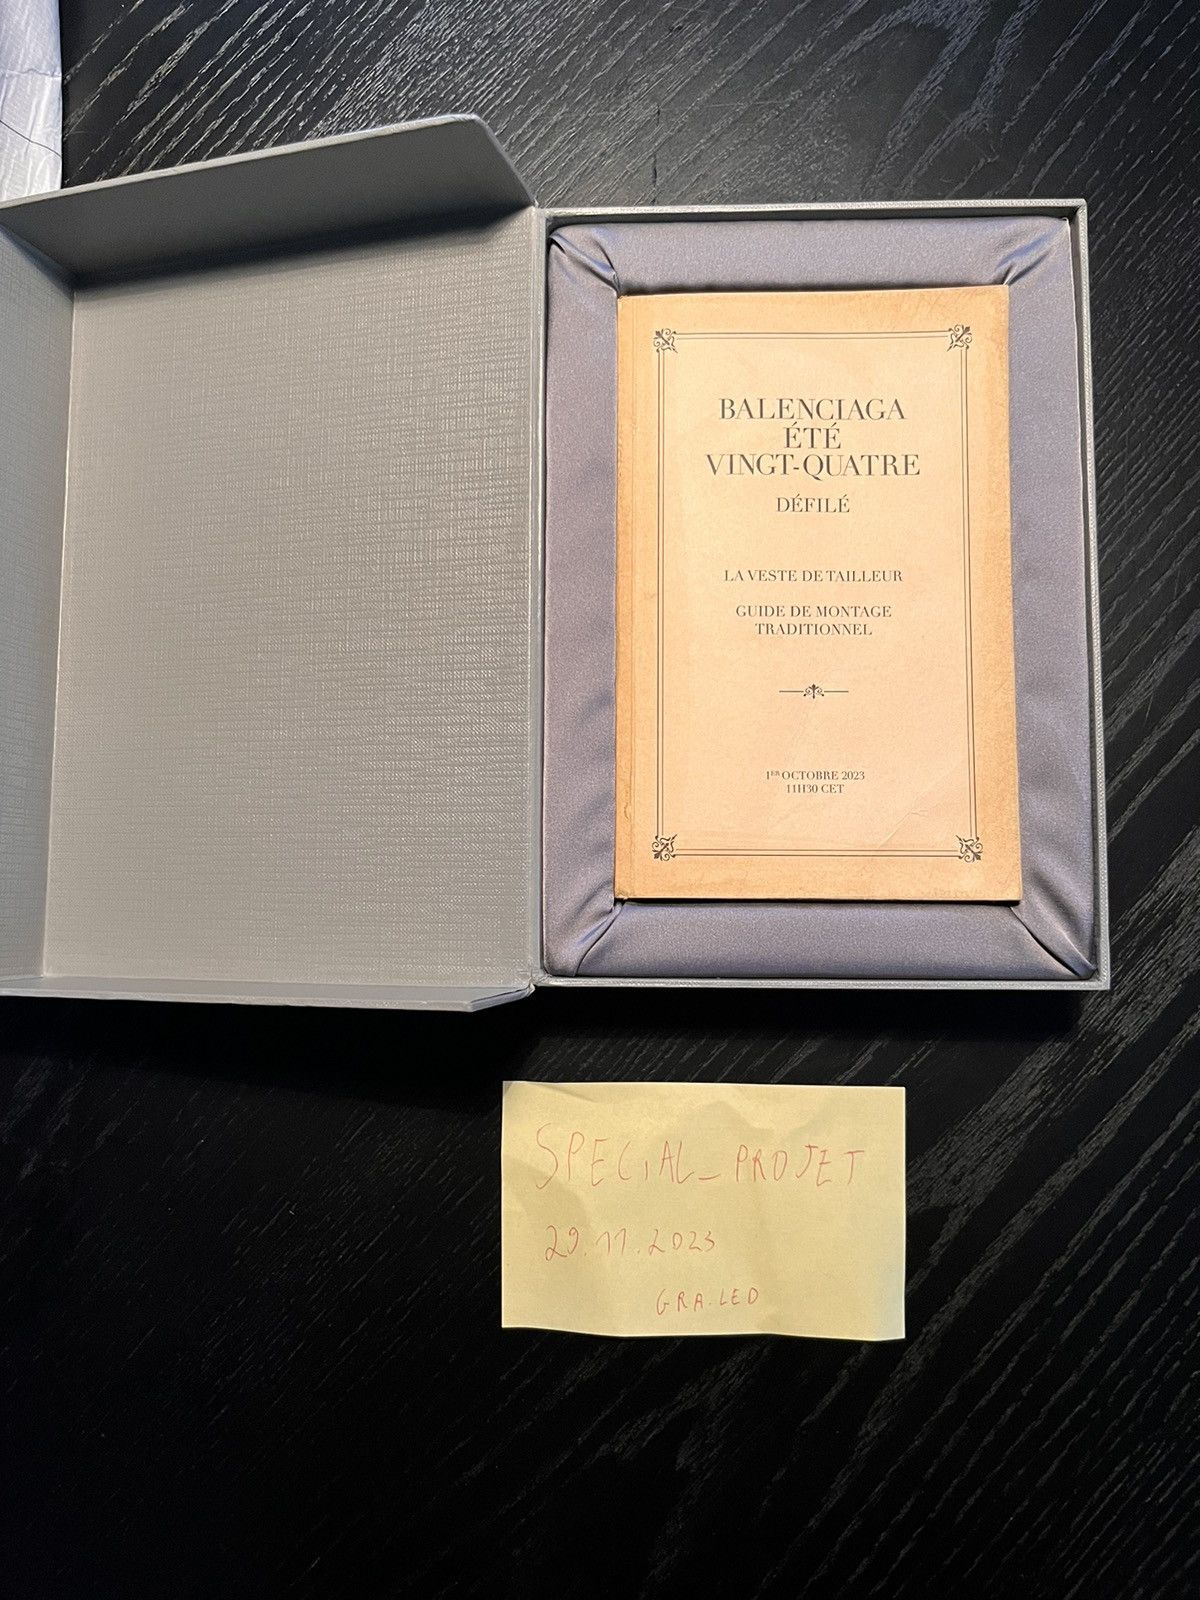 BALENCIAGA
ÉTÉ
VINGT-QUATRE
DÉFILÉ
LA VESTE DE TAILLEUR
GUIDE DE MONTAGE
TRADITIONNEL
1ER OCTOBRE 2023
11H30 CET
SPECIAL_PROJET
29.11.2023
GRA.LED